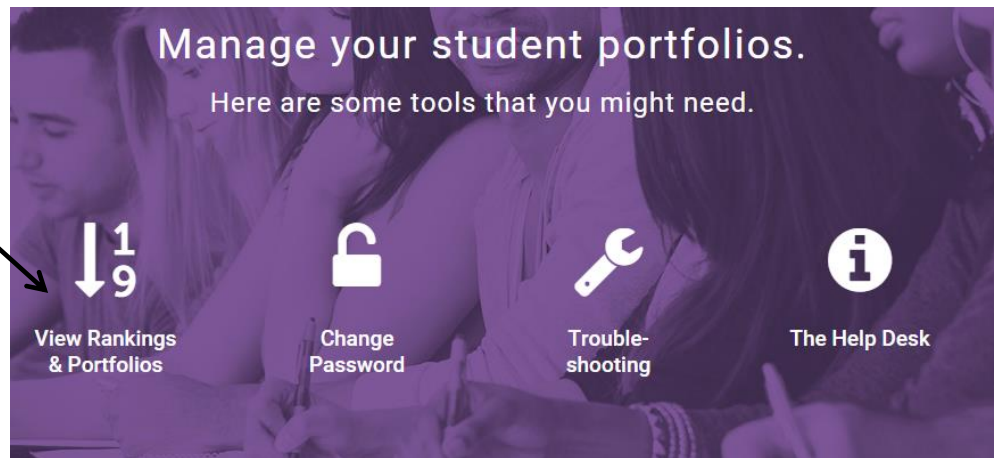 Manage your student portfolios.
Here are some tools that you might need.
1
9
View Rankings
& Portfolios
Change
Password
Trouble-
shooting
The Help Desk